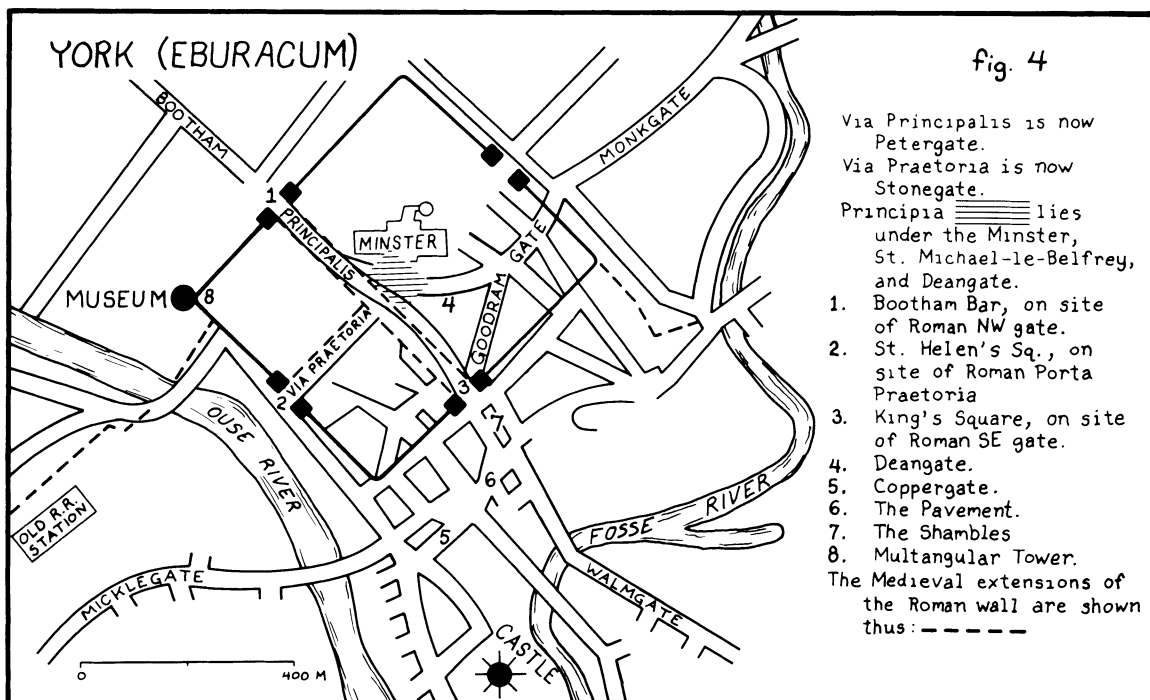 YORK (EBURACUM)
fig. 4
BOOTHAM
MONKGATE
1
PRINCIPALIS
MINSTER
GATE
MUSEUM
8
4
GOODRAM
VIA PRAETORIA
2
3
7
OUSE RIVER
6
OLD R.R.
STATION
5
FOSSE RIVER
MICKLEGATE
WALMGATE
CASTLE
0
400 M
Via Principalis is now
Petergate.
Via Praetoria is now
Stonegate.
Principia lies
under the Minster,
St. Michael-le-Belfrey,
and Deangate.
1. Bootham Bar, on site
of Roman NW gate.
2. St. Helen's Sq., on
site of Roman Porta
Praetoria
3. King's Square, on site
of Roman SE gate.
4. Deangate.
5. Coppergate.
6. The Pavement.
7. The Shambles
8. Multangular Tower.
The Medieval extensions of
the Roman wall are shown
thus: